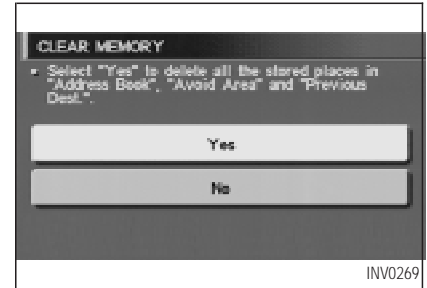 CLEAR MEMORY
▪ Select "Yes" to delete all the stored places in
"Address Book", "Avoid Area" and "Previous
Dest.".
Yes
No
INV0269